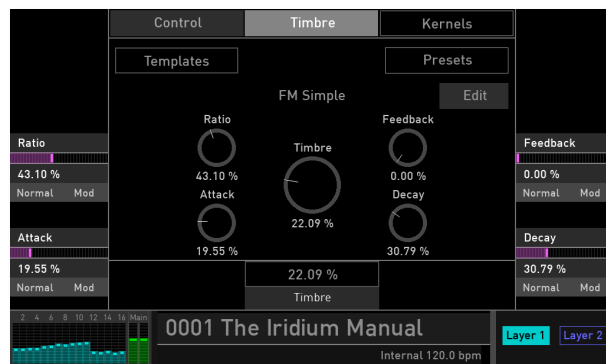 Control Timbre Kernels
Templates Presets
FM Simple Edit
Ratio Feedback
Timbre
43.10 % 0.00 %
Attack Decay
22.09 %
19.55 % 30.79 %
Ratio
43.10 %
Normal Mod
Attack
19.55 %
Normal Mod
Feedback
0.00 %
Normal Mod
Decay
30.79 %
Normal Mod
22.09 %
Timbre
2 4 6 8 10 12 14 16 Main
0001 The Iridium Manual
Internal 120.0 bpm
Layer 1 Layer 2